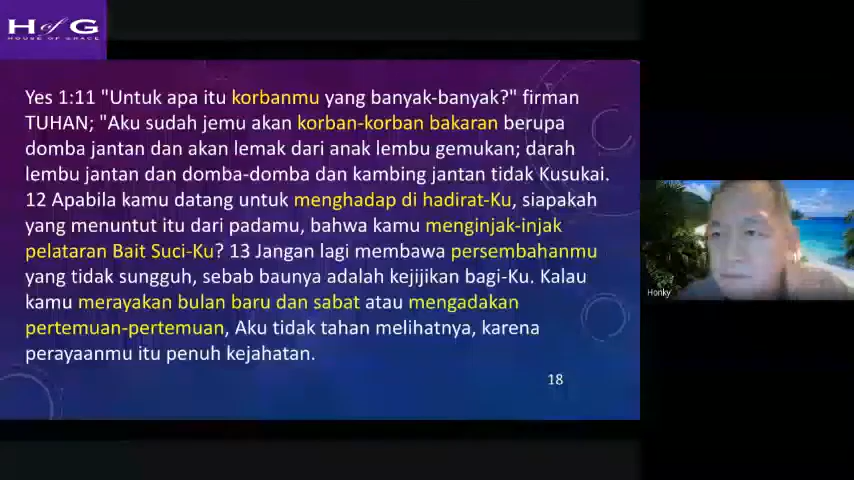 H of G
HOUSE OF GRACE
Yes 1:11 "Untuk apa itu korbanmu yang banyak-banyak?" firman
TUHAN; "Aku sudah jemu akan korban-korban bakaran berupa
domba jantan dan akan lemak dari anak lembu gemukan; darah
lembu jantan dan domba-domba dan kambing jantan tidak Kusukai.
12 Apabila kamu datang untuk menghadap di hadirat-Ku, siapakah
yang menuntut itu dari padamu, bahwa kamu menginjak-injak
pelataran Bait Suci-Ku? 13 Jangan lagi membawa persembahanmu
yang tidak sungguh, sebab baunya adalah kejijikan bagi-Ku. Kalau
kamu merayakan bulan baru dan sabat atau mengadakan
pertemuan-pertemuan, Aku tidak tahan melihatnya, karena
perayaanmu itu penuh kejahatan.
18
Honky